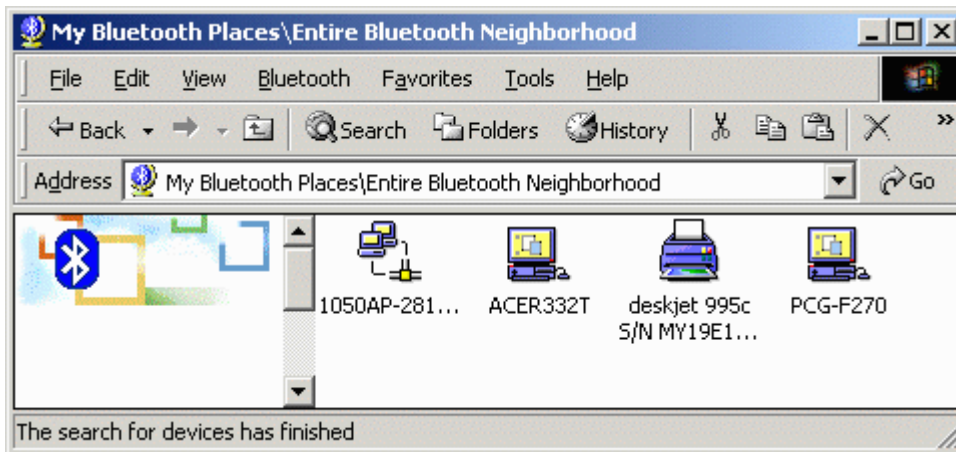 My Bluetooth Places\Entire Bluetooth Neighborhood
File Edit View Bluetooth Favorites Tools Help
Back Search Folders History »
Address My Bluetooth Places\Entire Bluetooth Neighborhood Go
1050AP-281... ACER332T deskjet 995c PCG-F270
S/N MY19E1...
The search for devices has finished